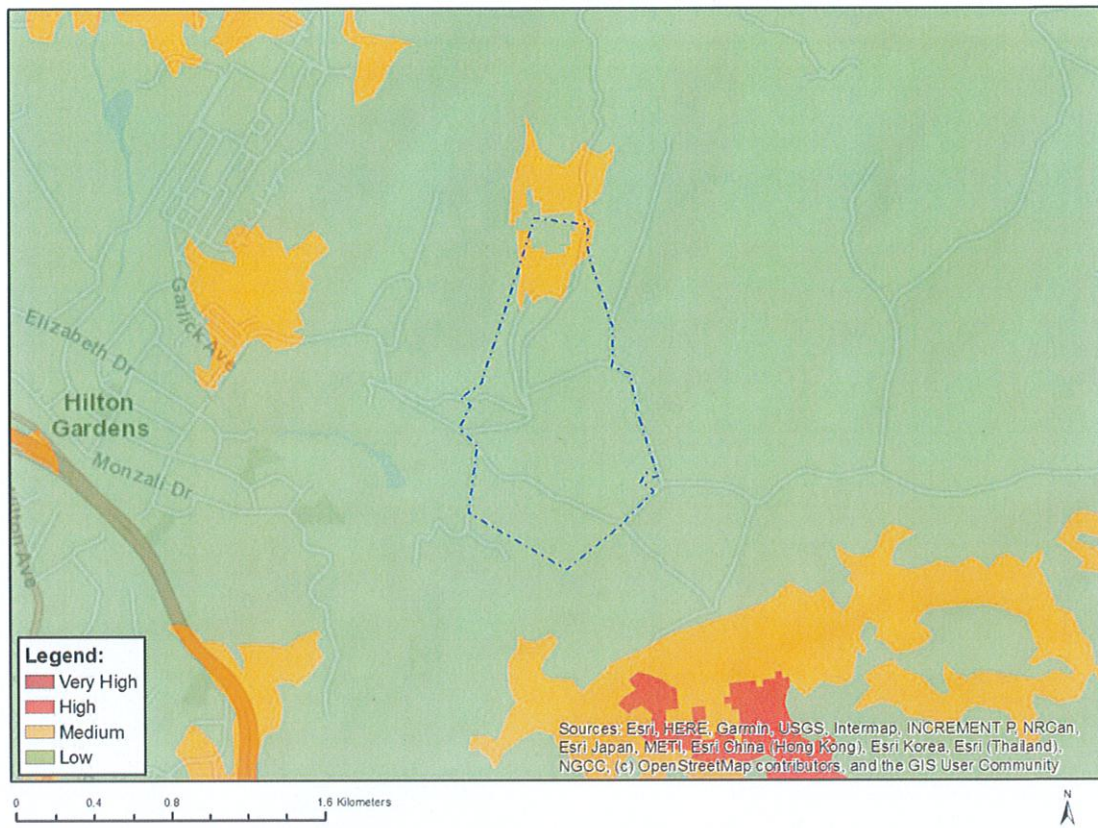 Garlick Ave
Elizabeth Dr
Hilton
Gardens
Monzali Dr
Hilton Ave
Legend:
Very High
High
Medium
Low
Sources: Esri, HERE, Garmin, USGS, Intermap, INCREMENT P, NRCan,
Esri Japan, METI, Esri China (Hong Kong), Esri Korea, Esri (Thailand),
NGCC, (c) OpenStreetMap contributors, and the GIS User Community
0 0.4 0.8 1.6 Kilometers
N